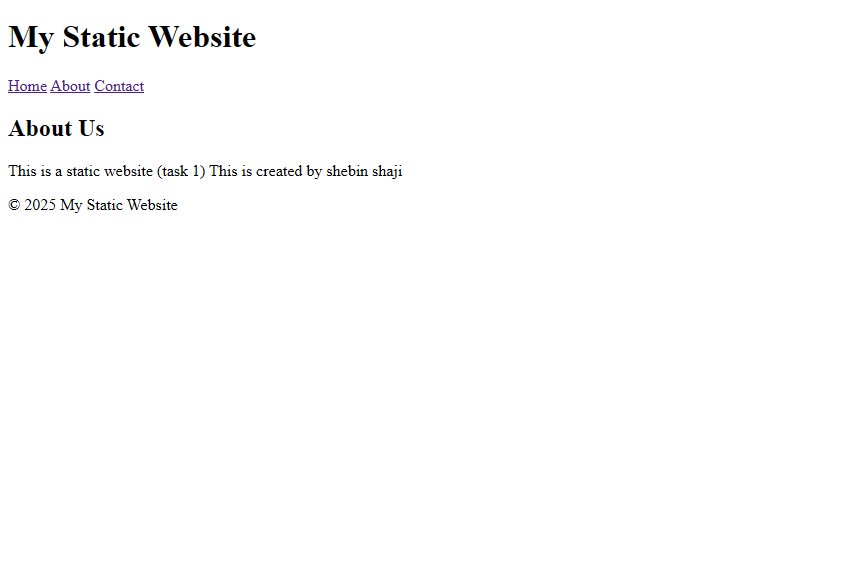 My Static Website
Home About Contact
About Us
This is a static website (task 1) This is created by shebin shaji
© 2025 My Static Website